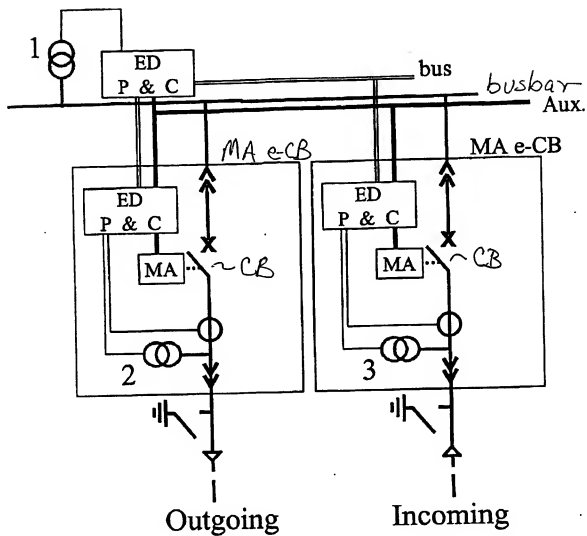 1
ED
P & C
bus
busbar
Aux.
MA e-CB
MA e-CB
ED
P & C
ED
P & C
MA
~ CB
MA
~ CB
2
3
Outgoing
Incoming